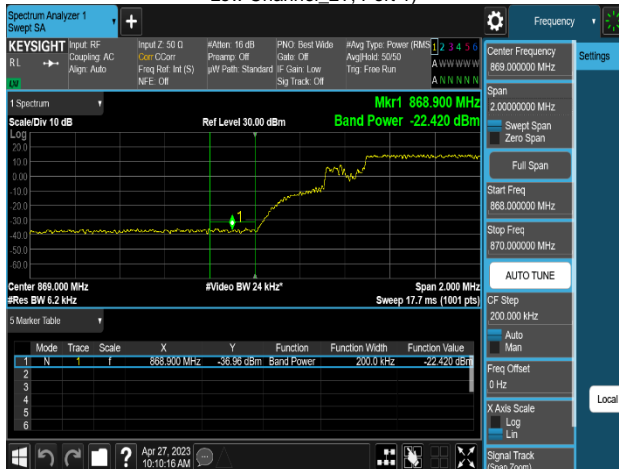 Spectrum Analyzer 1
Swept SA
+
Frequency
KEYSIGHT
Input: RF
Coupling: AC
Align: Auto
Input Z: 50 Ω
Corr CCorr
Freq Ref: Int (S)
NFE: Off
#Atten: 16 dB
Preamp: Off
µW Path: Standard
PNO: Best Wide
Gate: Off
IF Gain: Low
Sig Track: Off
#Avg Type: Power (RMS
Avg|Hold: 50/50
Trig: Free Run
1 2 3 4 5 6
A W W W W W
A N N N N N
RL
1 Spectrum
Scale/Div 10 dB
Ref Level 30.00 dBm
Mkr1 868.900 MHz
Band Power -22.420 dBm
Log
20.0
10.0
0.00
-10.0
-20.0
-30.0
-40.0
-50.0
-60.0
1
Center 869.000 MHz
#Video BW 24 kHz*
Span 2.000 MHz
#Res BW 6.2 kHz
Sweep 17.7 ms (1001 pts)
5 Marker Table
Mode Trace Scale X Y Function Function Width Function Value
1 N 1 f 868.900 MHz -36.96 dBm Band Power 200.0 kHz -22.420 dBm
2
3
4
5
6
Apr 27, 2023
10:10:16 AM
Center Frequency
869.000000 MHz
Settings
Span
2.00000000 MHz
Swept Span
Zero Span
Full Span
Start Freq
868.000000 MHz
Stop Freq
870.000000 MHz
AUTO TUNE
CF Step
200.000 kHz
Auto
Man
Freq Offset
0 Hz
X Axis Scale
Log
Lin
Local
Signal Track
(Span Zoom)